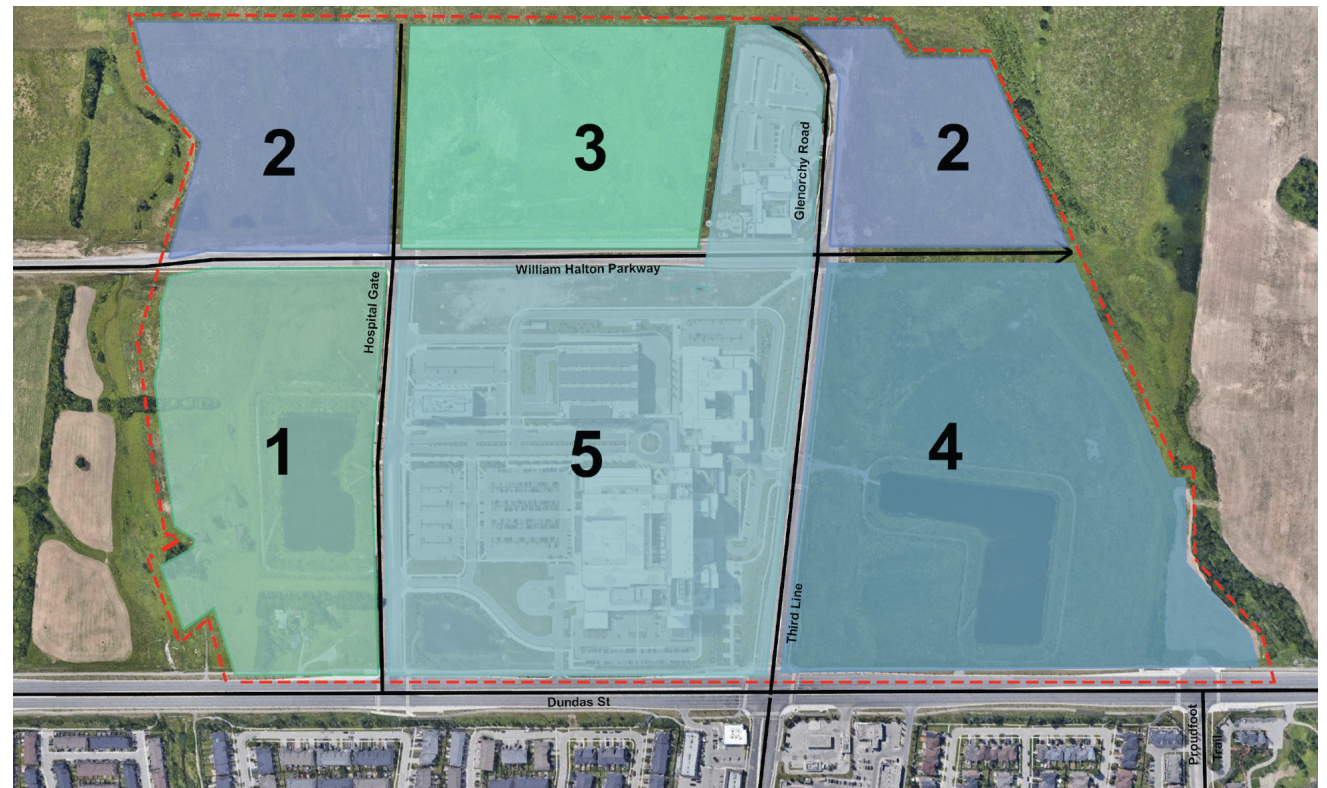 2
3
2
Glenorchy Road
William Halton Parkway
Hospital Gate
1
5
4
Third Line
Dundas St
Proudfoot
Trail